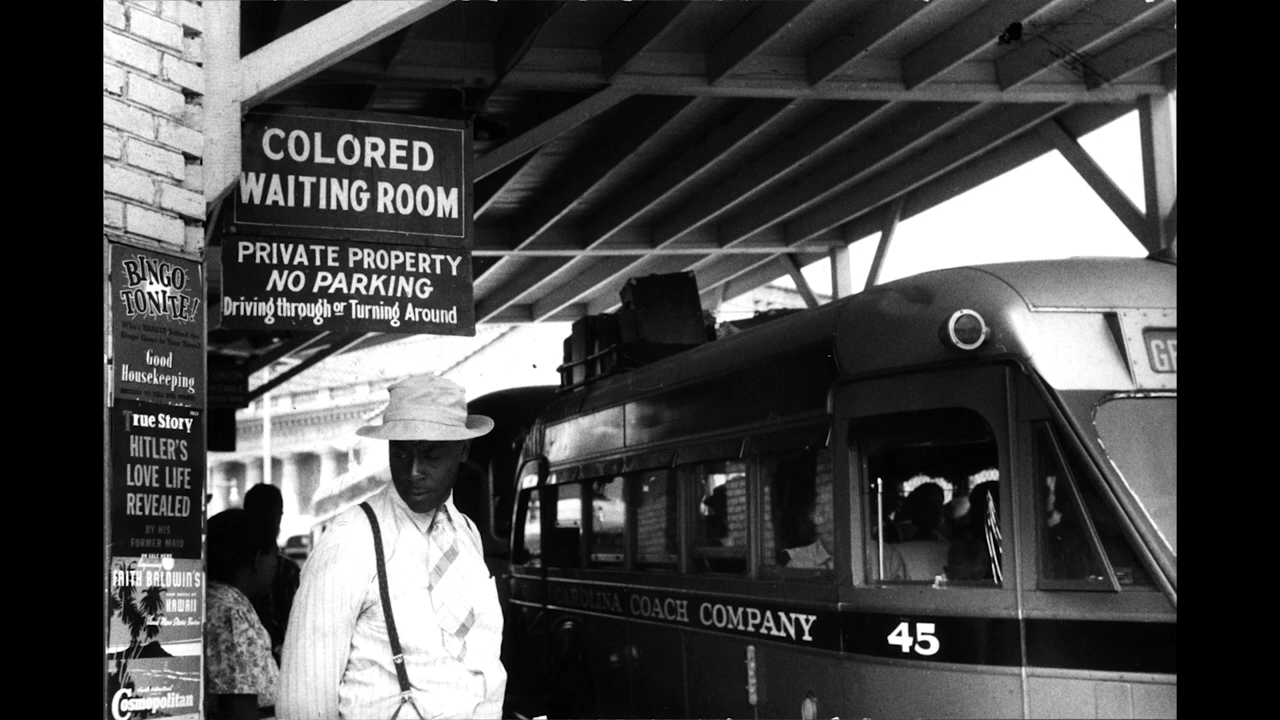 COLORED
WAITING ROOM
PRIVATE PROPERTY
NO PARKING
Driving through or Turning Around
BINGO
TONITE!
Good
Housekeeping
True Story
HITLER'S
LOVE LIFE
REVEALED
BY HIS
FORMER MAID
FAITH BALDWIN'S
HAWAII
Cosmopolitan
CAROLINA COACH COMPANY
45